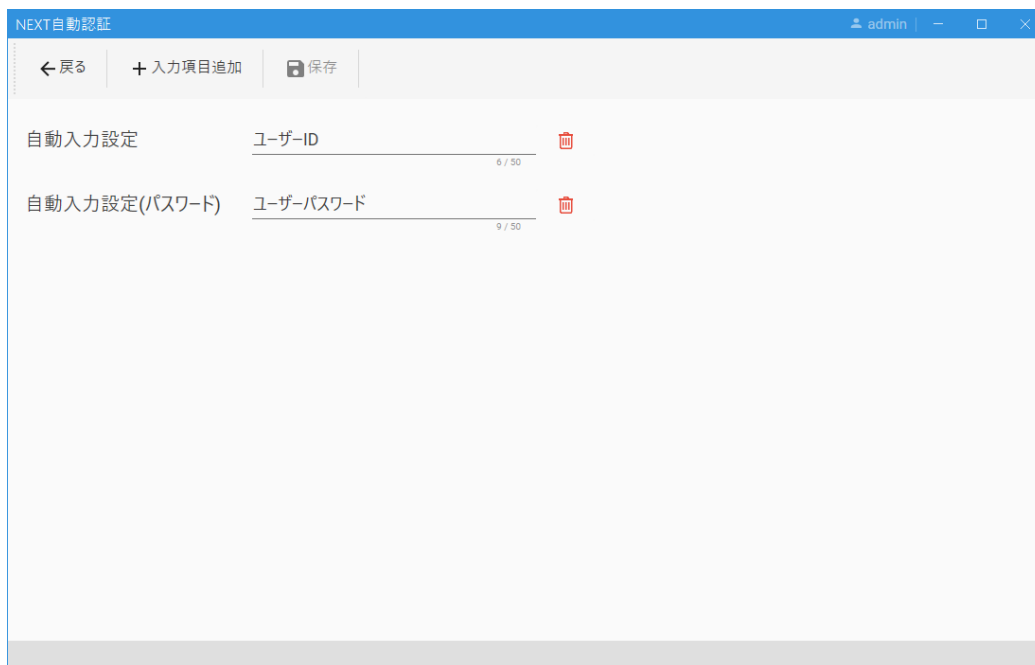 NEXT自動認証 admin
戻る 入力項目追加 保存
自動入力設定 ユーザーID
6 / 50
自動入力設定(パスワード) ユーザーパスワード
9 / 50